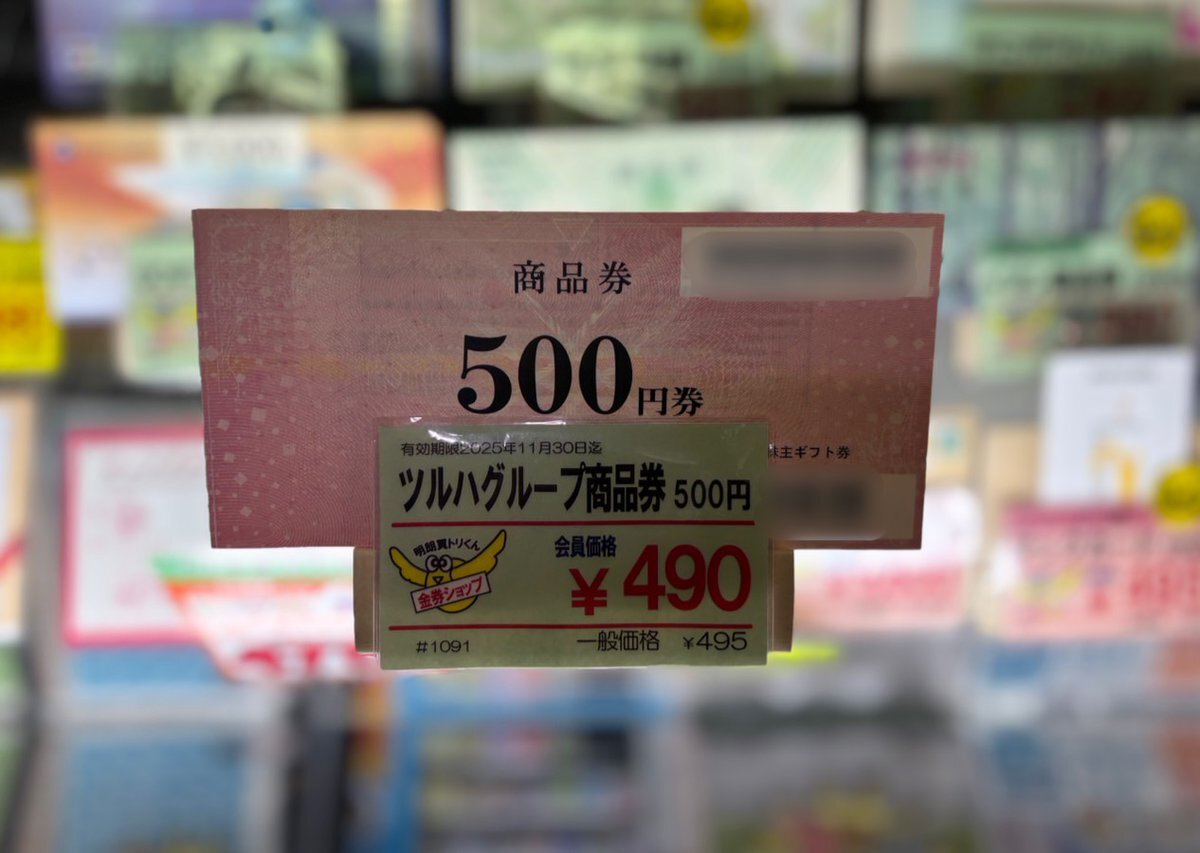 商品券
500円券
株主ギフト券
有効期限2025年11月30日迄
ツルハグループ商品券 500円
明朗買トリくん
金券ショップ
会員価格
¥490
#1091
一般価格 ¥495